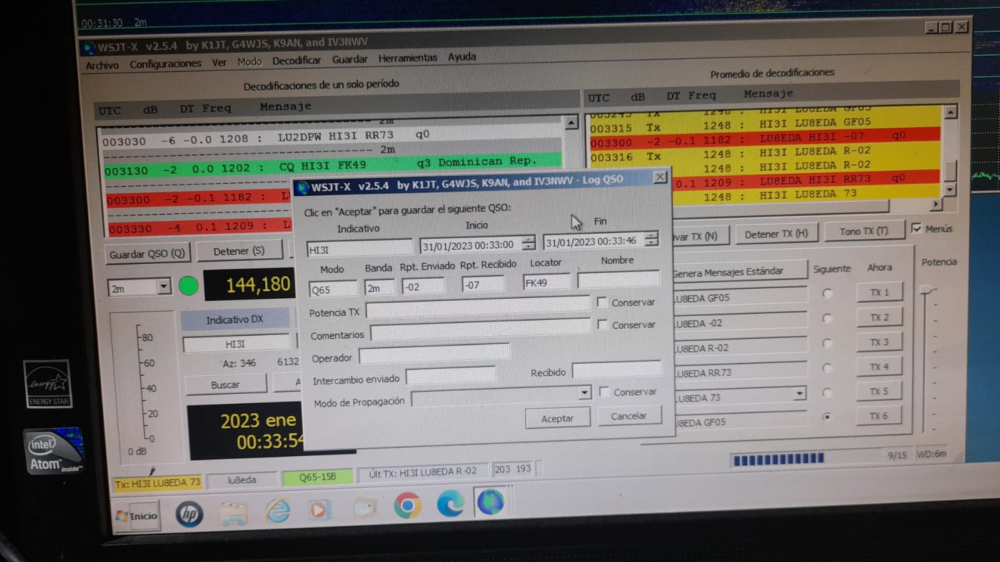 00:31:30 2m
WSJT-X v2.5.4 by K1JT, G4WJS, K9AN, and IV3NWV
Archivo Configuraciones Ver Modo Decodificar Guardar Herramientas Ayuda
Decodificaciones de un solo período
UTC dB DT Freq Mensaje
2m
003030 -6 -0.0 1208 : LU2DPW HI3I RR73 q0
2m
003130 -2 0.0 1202 : CQ HI3I FK49 q3 Dominican Rep.
003300 -2 -0.1 1182 :
003330 -4 0.1 1209 :
Promedio de decodificaciones
UTC dB DT Freq Mensaje
003245 Tx 1248 : HI3I LU8EDA GF05
003315 Tx 1248 : HI3I LU8EDA GF05
003300 -2 -0.1 1182 : LU8EDA HI3I -07 q0
003316 Tx 1248 : HI3I LU8EDA R-02
1248 : HI3I LU8EDA R-02
0.1 1209 : LU8EDA HI3I RR73 q0
1248 : HI3I LU8EDA 73
WSJT-X v2.5.4 by K1JT, G4WJS, K9AN, and IV3NWV - Log QSO
Clic en "Aceptar" para guardar el siguiente QSO:
Indicativo Inicio Fin
HI3I 31/01/2023 00:33:00 31/01/2023 00:33:46
Modo Banda Rpt. Enviado Rpt. Recibido Locator Nombre
Q65 2m -02 -07 FK49
Potencia TX Conservar
Comentarios Conservar
Operador
Intercambio enviado Recibido
Modo de Propagación Conservar
Aceptar Cancelar
Guardar QSO (Q) Detener (S)
var TX (N) Detener TX (H) Tono TX (T) Menús
2m 144,180
Indicativo DX
HI3I
Az: 346 6132
Buscar A
2023 ene
00:33:54
80
60
40
20
0
0 dB
Genera Mensajes Estándar Siguiente Ahora Potencia
LU8EDA GF05 TX 1
LU8EDA -02 TX 2
LU8EDA R-02 TX 3
LU8EDA RR73 TX 4
LU8EDA 73 TX 5
J8EDA GF05 TX 6
Tx: HI3I LU8EDA 73 lu8eda Q65-15B Últ TX: HI3I LU8EDA R-02 203 193 9/15 WD:6m
Inicio hp
energy
ENERGY STAR
intel
Atom
inside